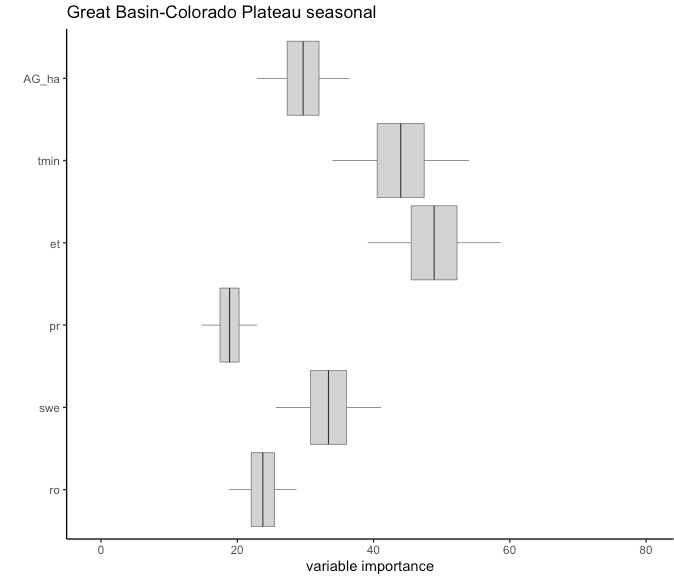 Great Basin-Colorado Plateau seasonal
AG_ha
tmin
et
pr
swe
ro
0 20 40 60 80
variable importance